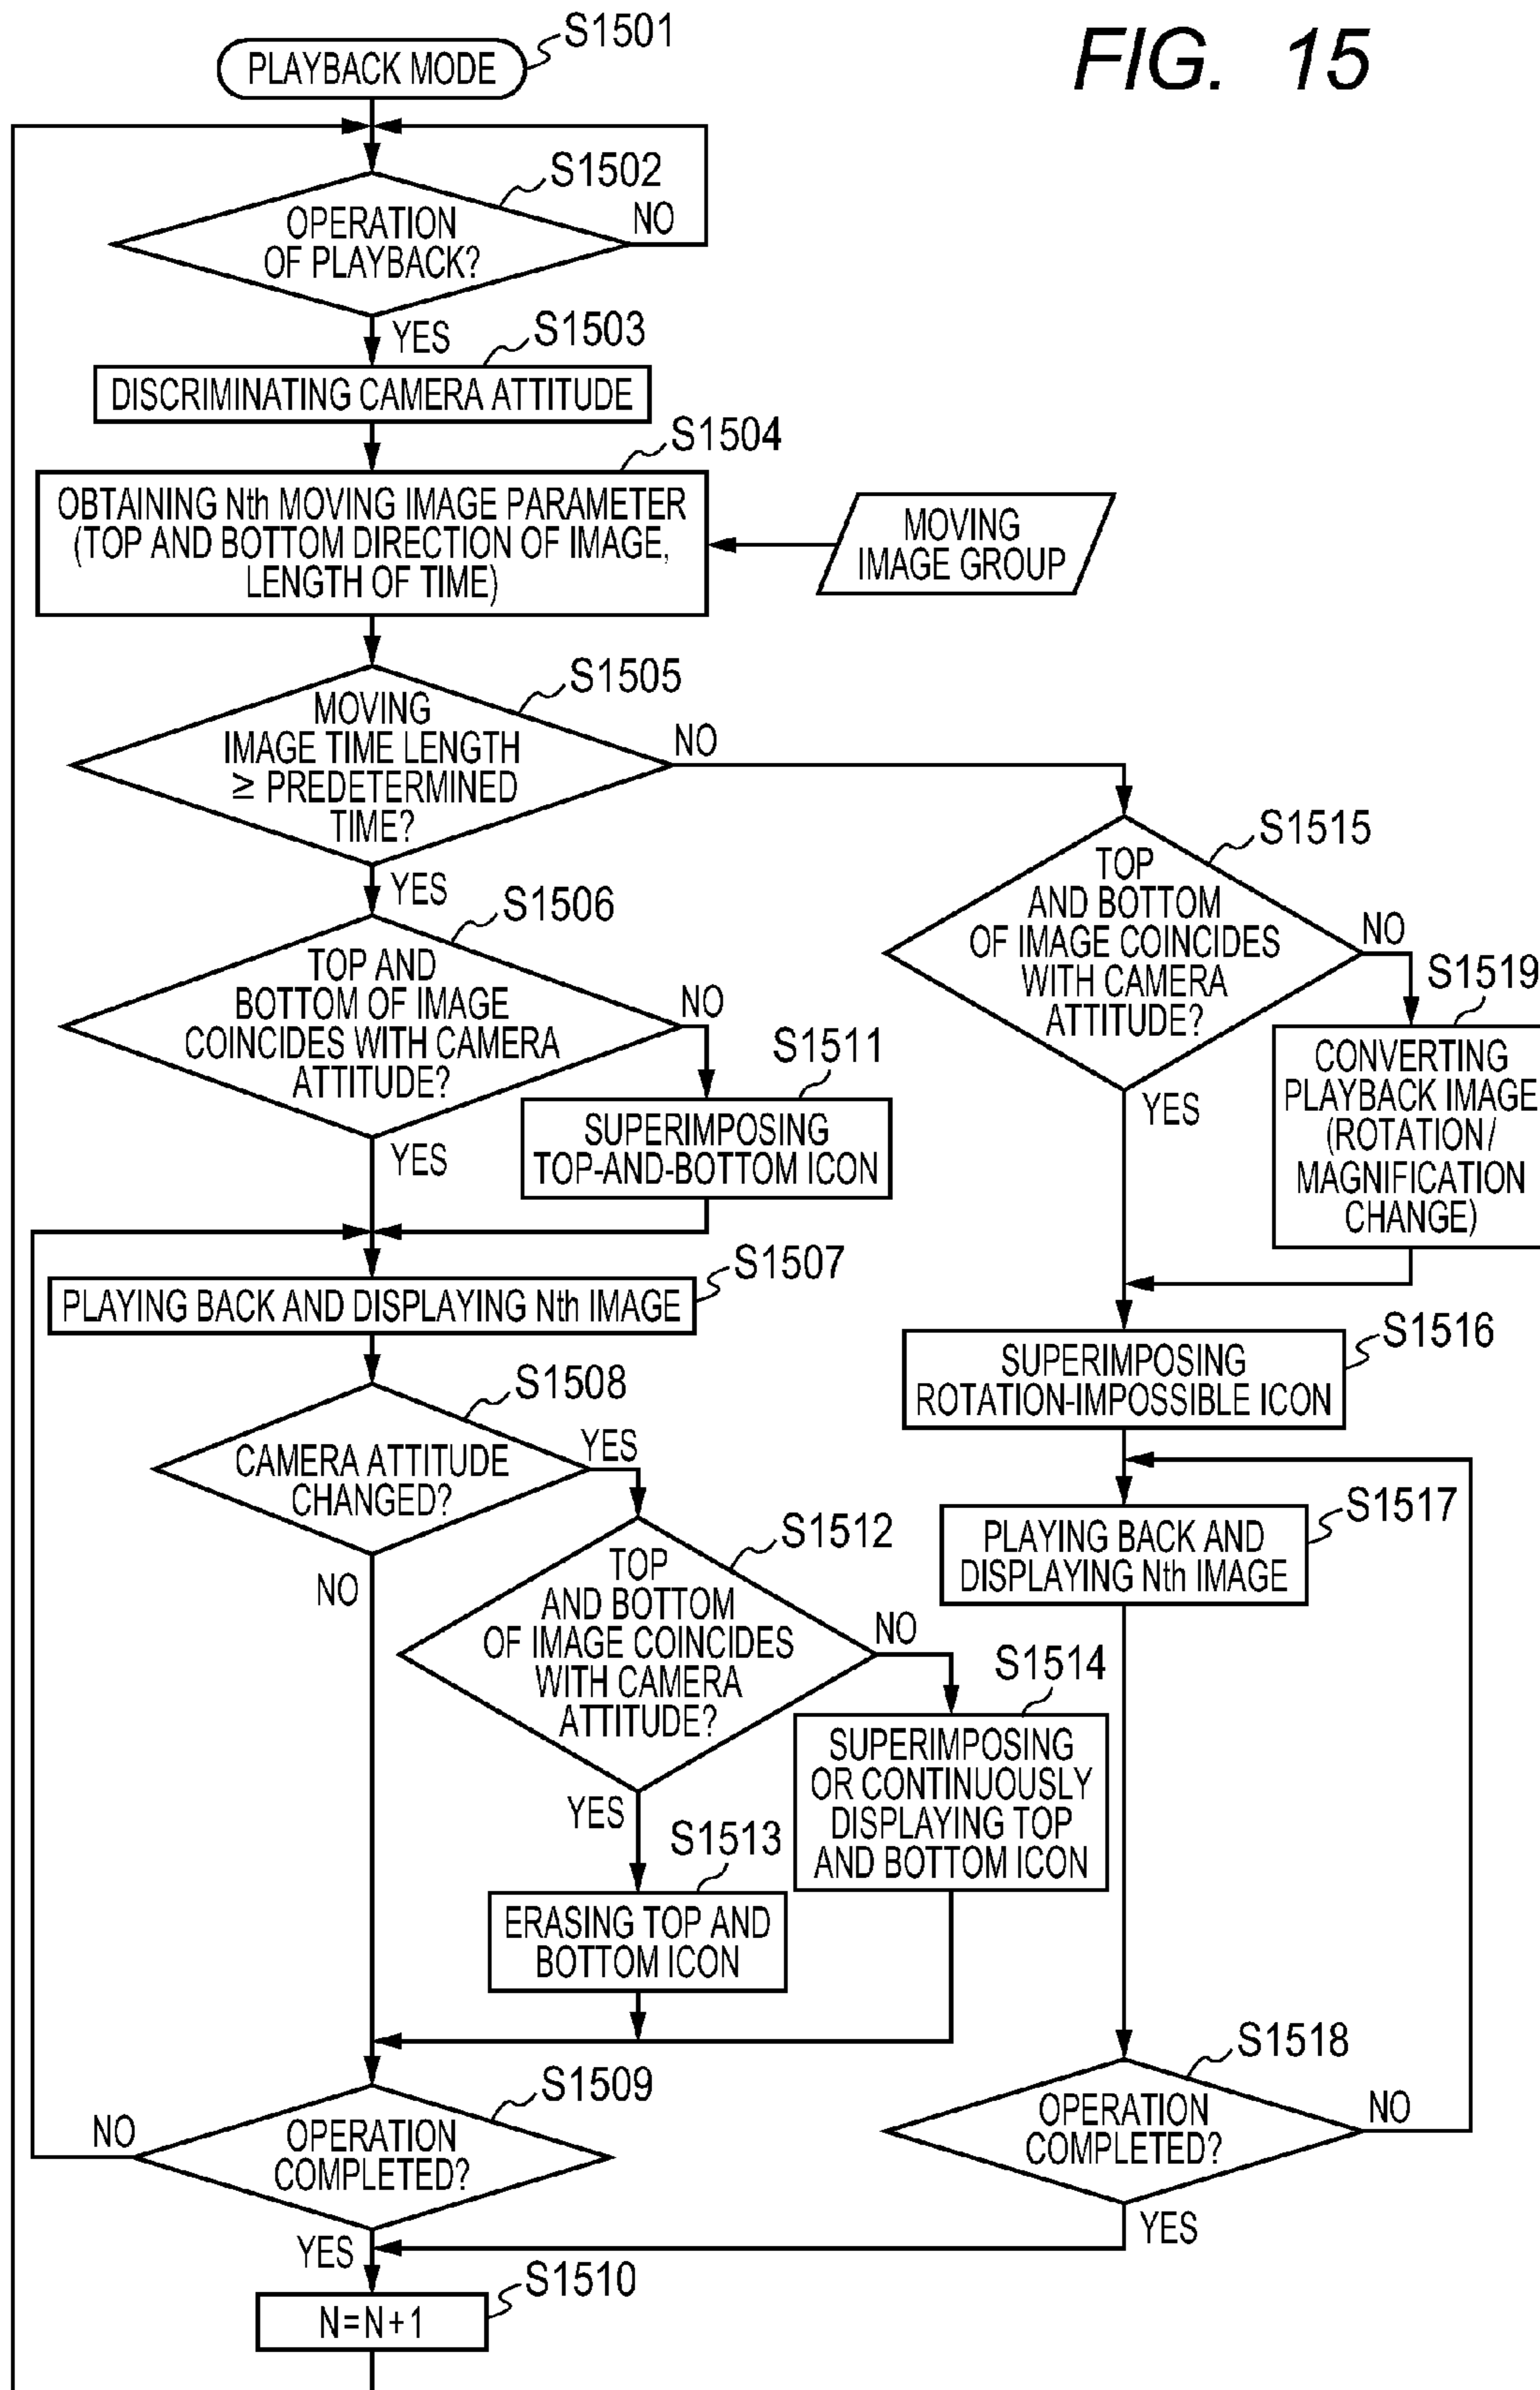 FIG. 15
S1501
PLAYBACK MODE
S1502
OPERATION
OF PLAYBACK?
NO
YES
S1503
DISCRIMINATING CAMERA ATTITUDE
S1504
OBTAINING Nth MOVING IMAGE PARAMETER
(TOP AND BOTTOM DIRECTION OF IMAGE,
LENGTH OF TIME)
MOVING
IMAGE GROUP
S1505
MOVING
IMAGE TIME LENGTH
≥ PREDETERMINED
TIME?
NO
YES
S1506
TOP AND
BOTTOM OF IMAGE
COINCIDES WITH CAMERA
ATTITUDE?
NO
YES
S1511
SUPERIMPOSING
TOP-AND-BOTTOM ICON
S1515
TOP
AND BOTTOM
OF IMAGE COINCIDES
WITH CAMERA
ATTITUDE?
NO
YES
S1519
CONVERTING
PLAYBACK IMAGE
(ROTATION/
MAGNIFICATION
CHANGE)
S1507
PLAYING BACK AND DISPLAYING Nth IMAGE
S1516
SUPERIMPOSING
ROTATION-IMPOSSIBLE ICON
S1508
CAMERA ATTITUDE
CHANGED?
YES
NO
S1517
PLAYING BACK AND
DISPLAYING Nth IMAGE
S1512
TOP
AND BOTTOM
OF IMAGE COINCIDES
WITH CAMERA
ATTITUDE?
NO
YES
S1514
SUPERIMPOSING
OR CONTINUOUSLY
DISPLAYING TOP
AND BOTTOM ICON
S1513
ERASING TOP AND
BOTTOM ICON
S1509
OPERATION
COMPLETED?
NO
YES
S1518
OPERATION
COMPLETED?
NO
YES
S1510
N=N+1